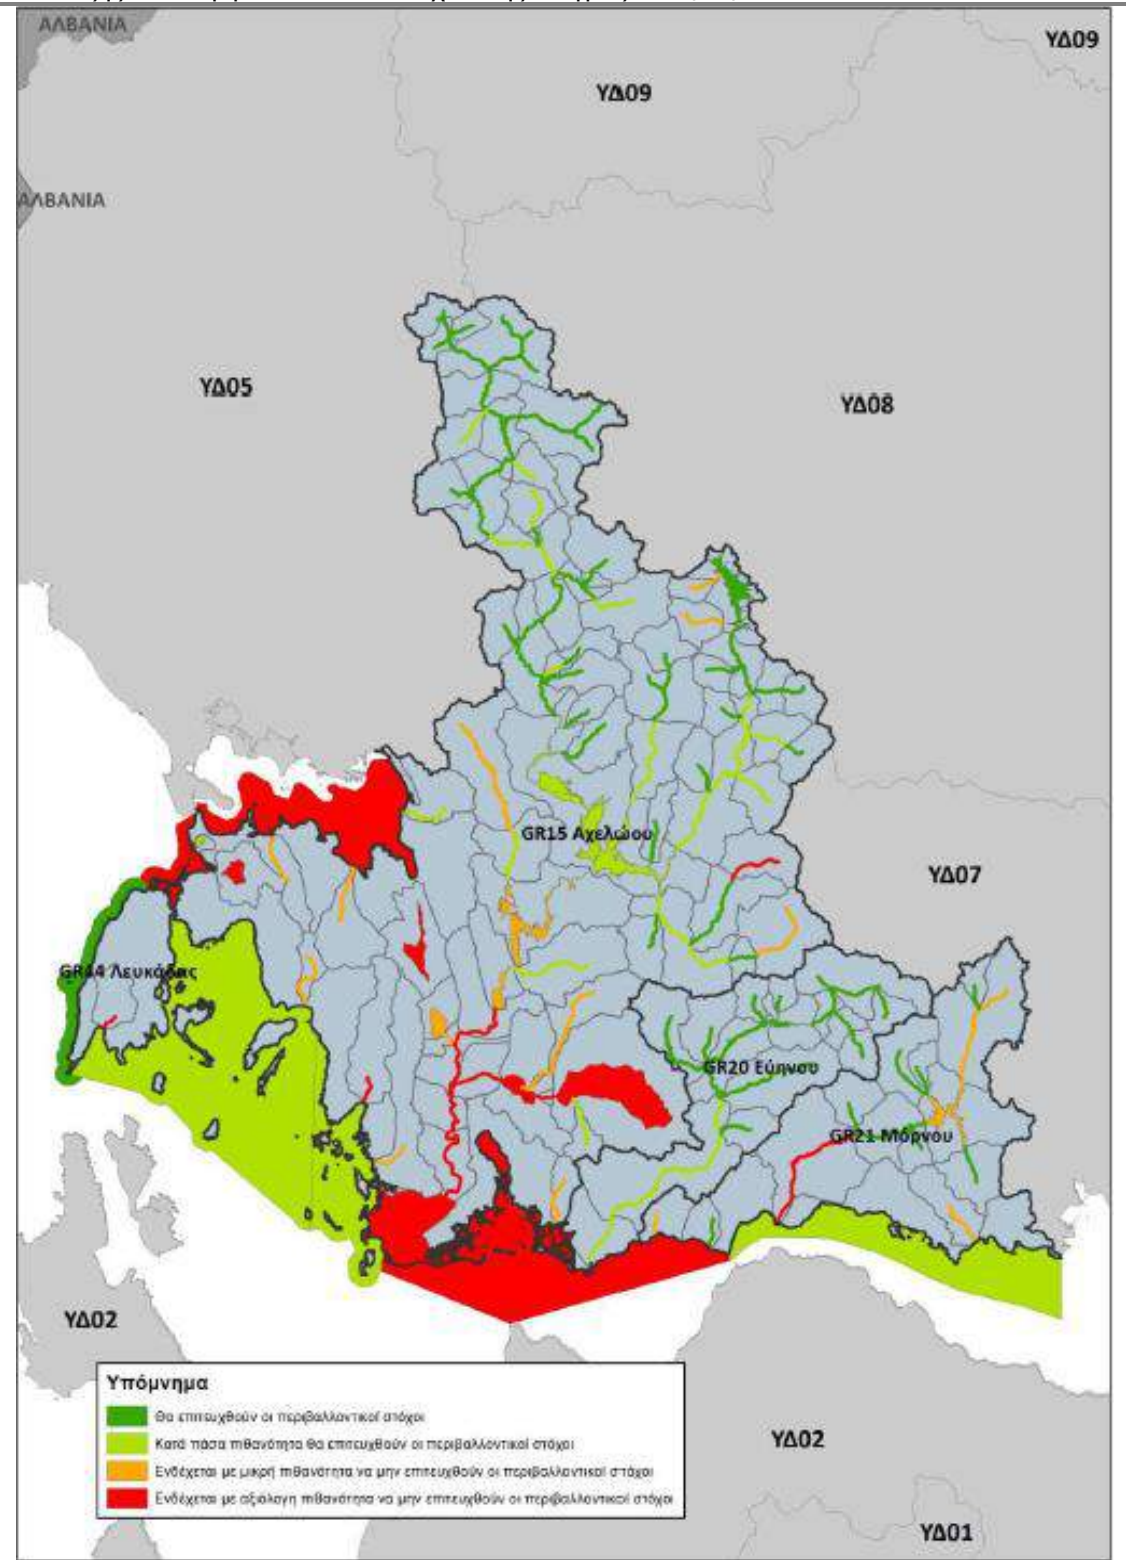 ΑΛΒΑΝΙΑ
ΥΔ09
ΥΔ09
ΑΛΒΑΝΙΑ
ΥΔ05
ΥΔ08
GR15 Αχελώου
ΥΔ07
GR44 Λευκάδας
GR20 Εύηνου
GR21 Μόρνου
ΥΔ02
Υπόμνημα
Θα επιτευχθούν οι περιβαλλοντικοί στόχοι
Κατά πάσα πιθανότητα θα επιτευχθούν οι περιβαλλοντικοί στόχοι
Ενδέχεται με μικρή πιθανότητα να μην επιτευχθούν οι περιβαλλοντικοί στόχοι
Ενδέχεται με αξιόλογη πιθανότητα να μην επιτευχθούν οι περιβαλλοντικοί στόχοι
ΥΔ02
ΥΔ01